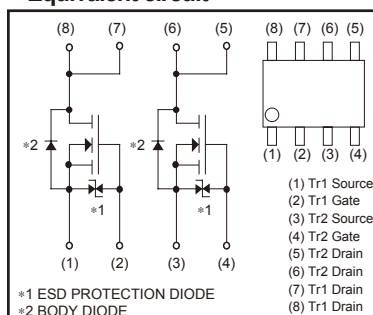 (8) (7) (6) (5)
(8) (7) (6) (5)
∗2 ∗2
∗1 ∗1
(1) (2) (3) (4)
(1) (2) (3) (4)
(1) Tr1 Source
(2) Tr1 Gate
(3) Tr2 Source
(4) Tr2 Gate
(5) Tr2 Drain
(6) Tr2 Drain
(7) Tr1 Drain
(8) Tr1 Drain
∗1 ESD PROTECTION DIODE
∗2 BODY DIODE